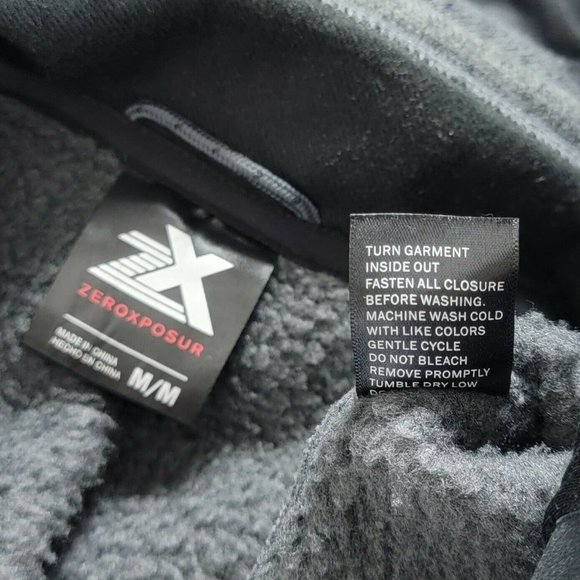 ZX
ZEROXPOSUR
MADE IN CHINA
HECHO EN CHINA
M/M
TURN GARMENT
INSIDE OUT
FASTEN ALL CLOSURE
BEFORE WASHING.
MACHINE WASH COLD
WITH LIKE COLORS
GENTLE CYCLE
DO NOT BLEACH
REMOVE PROMPTLY
TUMBLE DRY LOW